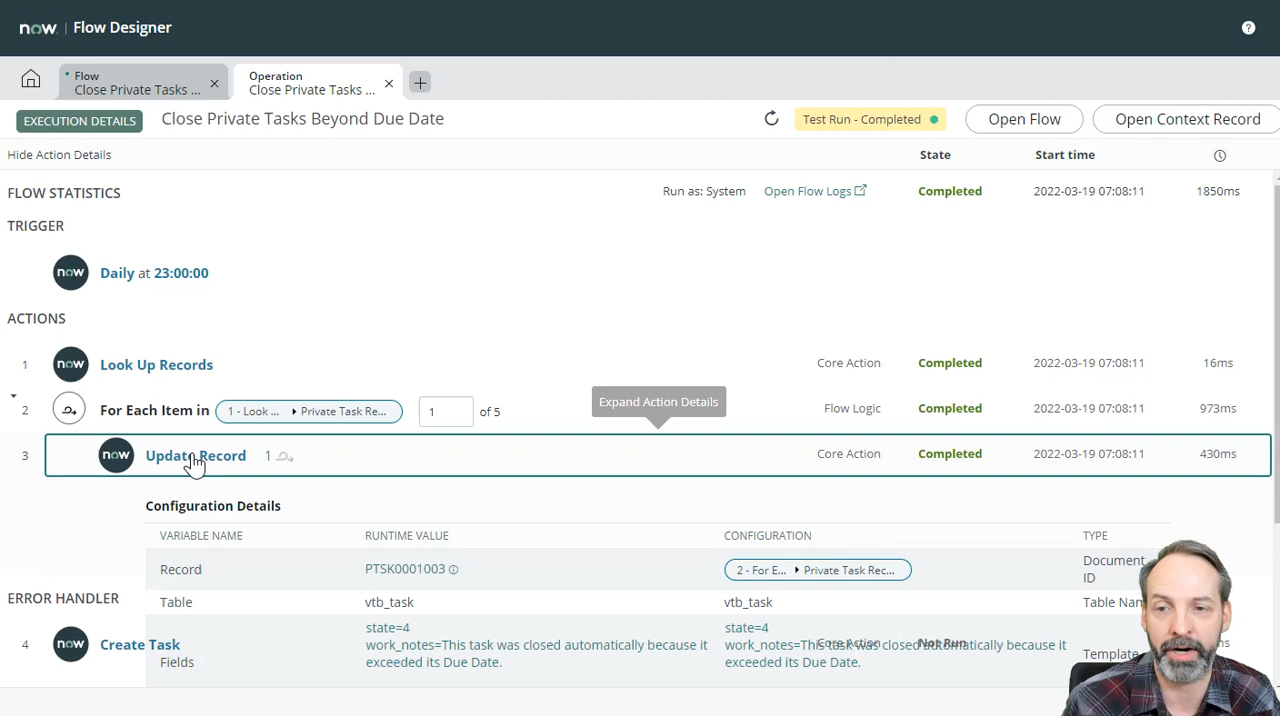 now. | Flow Designer
?
Flow
Close Private Tasks ...
Operation
Close Private Tasks ...
EXECUTION DETAILS
Close Private Tasks Beyond Due Date
Test Run - Completed
Open Flow
Open Context Record
Hide Action Details
State
Start time
FLOW STATISTICS
Run as: System
Open Flow Logs
Completed
2022-03-19 07:08:11
1850ms
TRIGGER
now
Daily at 23:00:00
ACTIONS
1
now
Look Up Records
Core Action
Completed
2022-03-19 07:08:11
16ms
Expand Action Details
2
For Each Item in
1 - Look ...
Private Task Re...
1
of 5
Flow Logic
Completed
2022-03-19 07:08:11
973ms
3
now
Update Record
1
Core Action
Completed
2022-03-19 07:08:11
430ms
Configuration Details
VARIABLE NAME
RUNTIME VALUE
CONFIGURATION
TYPE
Record
PTSK0001003
2 - For E...
Private Task Rec...
Document
ID
Table
vtb_task
vtb_task
ERROR HANDLER
4
now
Create Task
Fields
state=4
work_notes=This task was closed automatically because it
exceeded its Due Date.
state=4
work_notes=This task was closed automatically because it
exceeded its Due Date.
Core Action
Not Run
Template